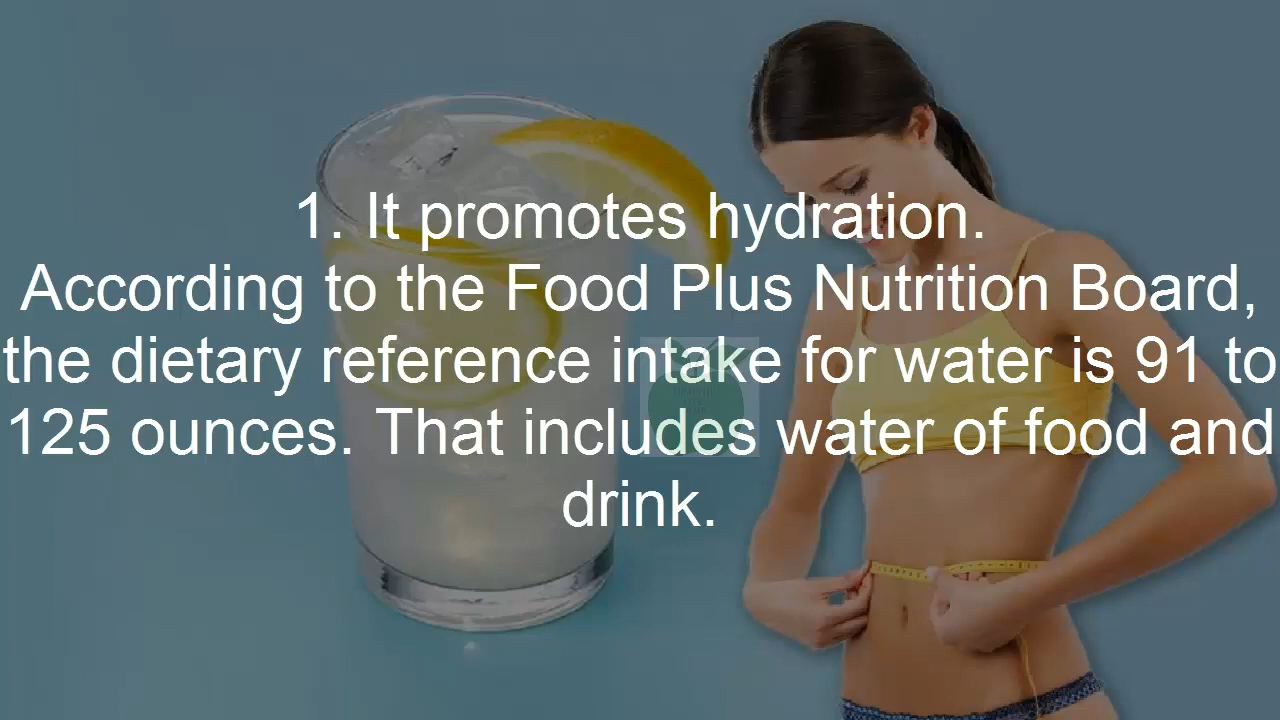 1. It promotes hydration.
According to the Food Plus Nutrition Board,
the dietary reference intake for water is 91 to
125 ounces. That includes water of food and
drink.